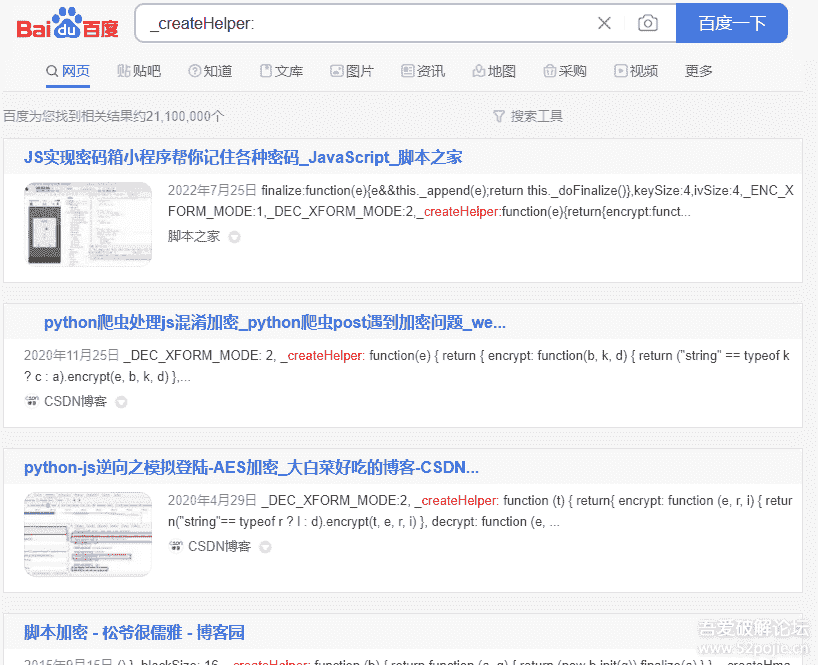 Bai du 百度
_createHelper:
百度一下
网页 贴吧 知道 文库 图片 资讯 地图 采购 视频 更多
百度为您找到相关结果约21,100,000个
搜索工具
JS实现密码箱小程序帮你记住各种密码_JavaScript_脚本之家
2022年7月25日 finalize:function(e){e&&this._append(e);return this._doFinalize()},keySize:4,ivSize:4,_ENC_X
FORM_MODE:1,_DEC_XFORM_MODE:2,_createHelper:function(e){return{encrypt:funct...
脚本之家
python爬虫处理js混淆加密_python爬虫post遇到加密问题_we...
2020年11月25日 _DEC_XFORM_MODE: 2, _createHelper: function(e) { return { encrypt: function(b, k, d) { return ("string" == typeof k
? c : a).encrypt(e, b, k, d) },...
CSDN博客
python-js逆向之模拟登陆-AES加密_大白菜好吃的博客-CSDN...
2020年4月29日 _DEC_XFORM_MODE:2, _createHelper: function (t) { return{ encrypt: function (e, r, i) { retur
n("string"== typeof r ? l : d).encrypt(t, e, r, i) }, decrypt: function (e, ...
CSDN博客
脚本加密 - 松爷很儒雅 - 博客园
吾爱破解论坛
www.52pojie.cn